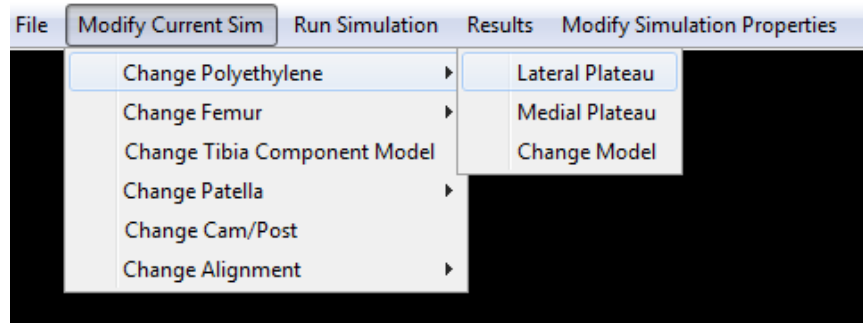 File Modify Current Sim Run Simulation Results Modify Simulation Properties
Change Polyethylene Lateral Plateau
Change Femur Medial Plateau
Change Tibia Component Model Change Model
Change Patella
Change Cam/Post
Change Alignment